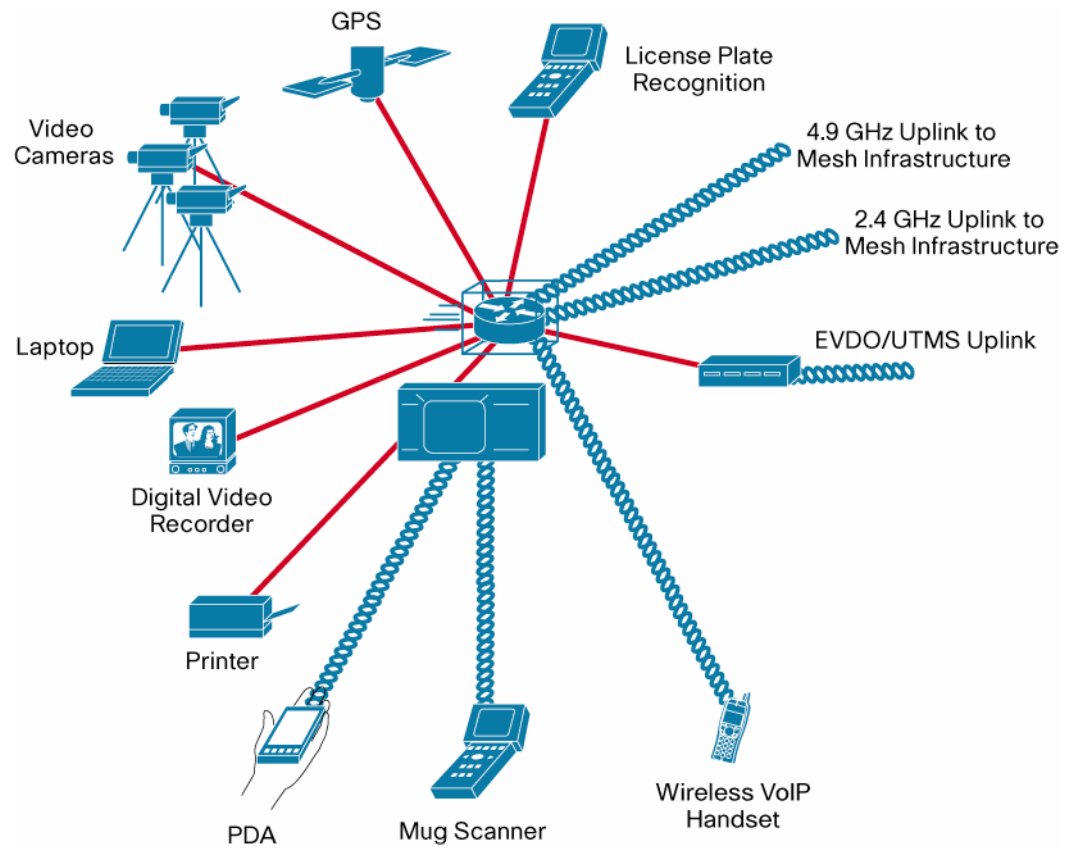 GPS
License Plate
Recognition
Video
Cameras
4.9 GHz Uplink to
Mesh Infrastructure
2.4 GHz Uplink to
Mesh Infrastructure
Laptop
EVDO/UTMS Uplink
Digital Video
Recorder
Printer
PDA
Mug Scanner
Wireless VoIP
Handset